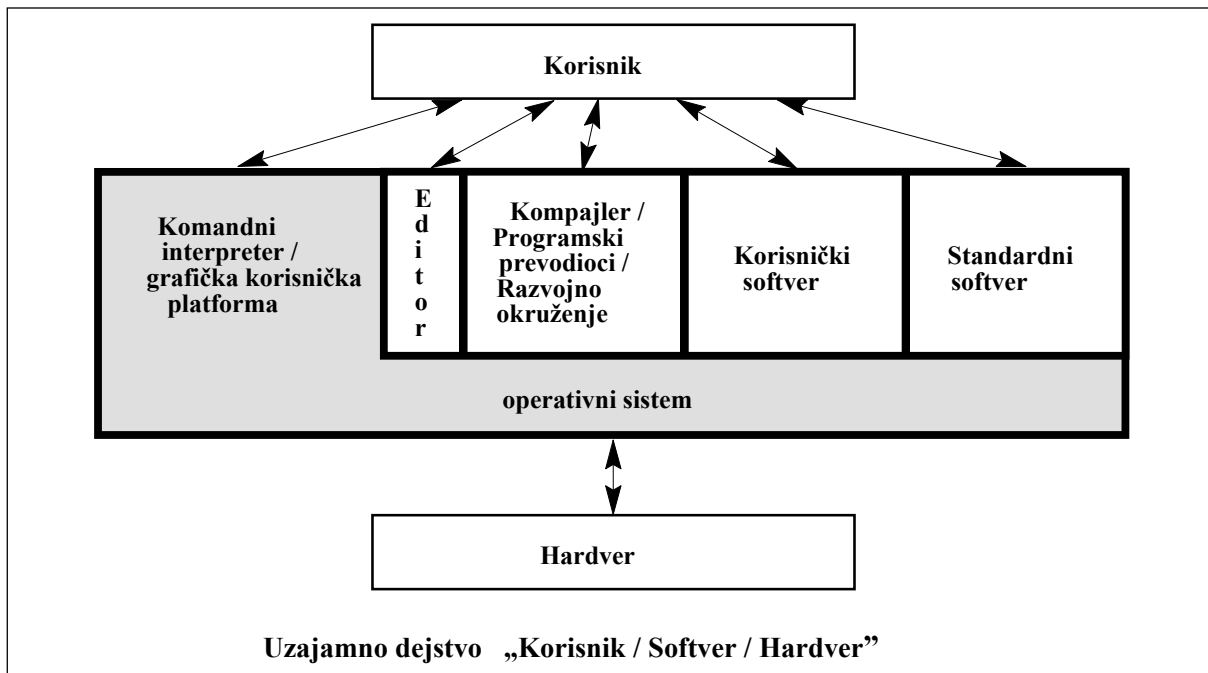 Korisnik
Komandni
interpreter /
grafička korisnička
platforma
Editor
Kompajler /
Programski
prevodioci /
Razvojno
okruženje
Korisnički
softver
Standardni
softver
operativni sistem
Hardver
Uzajamno dejstvo „Korisnik / Softver / Hardver”